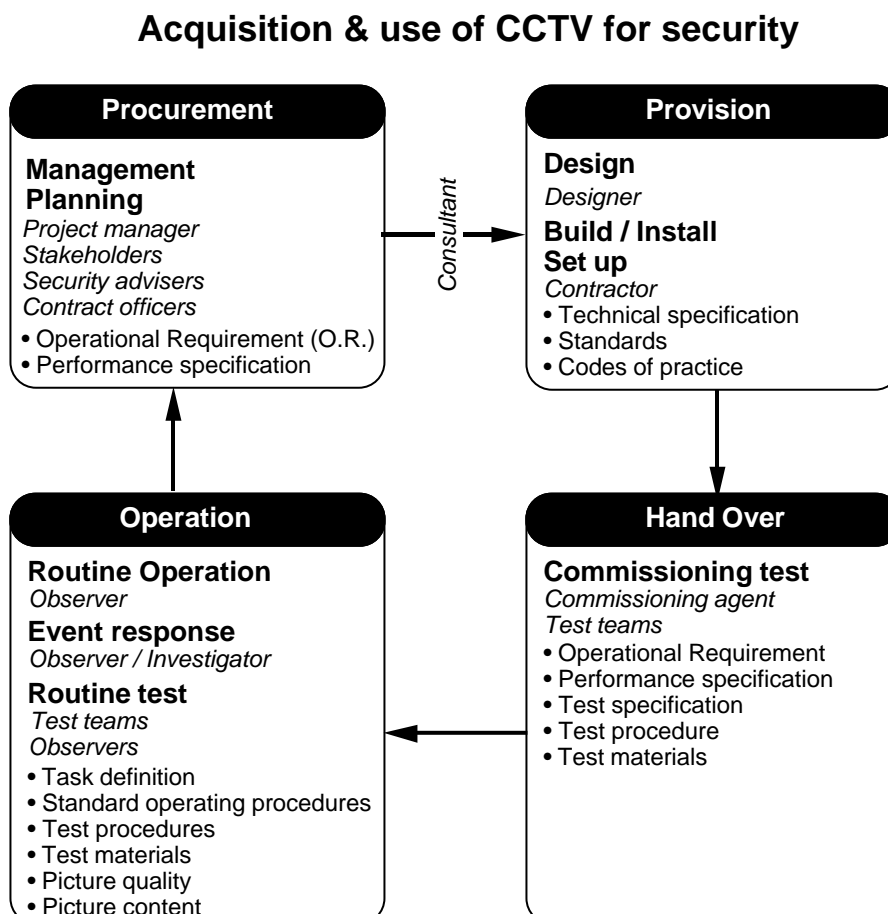 Acquisition & use of CCTV for security
Procurement
Management
Planning
Project manager
Stakeholders
Security advisers
Contract officers
• Operational Requirement (O.R.)
• Performance specification
Consultant
Provision
Design
Designer
Build / Install
Set up
Contractor
• Technical specification
• Standards
• Codes of practice
Operation
Routine Operation
Observer
Event response
Observer / Investigator
Routine test
Test teams
Observers
• Task definition
• Standard operating procedures
• Test procedures
• Test materials
• Picture quality
• Picture content
Hand Over
Commissioning test
Commissioning agent
Test teams
• Operational Requirement
• Performance specification
• Test specification
• Test procedure
• Test materials